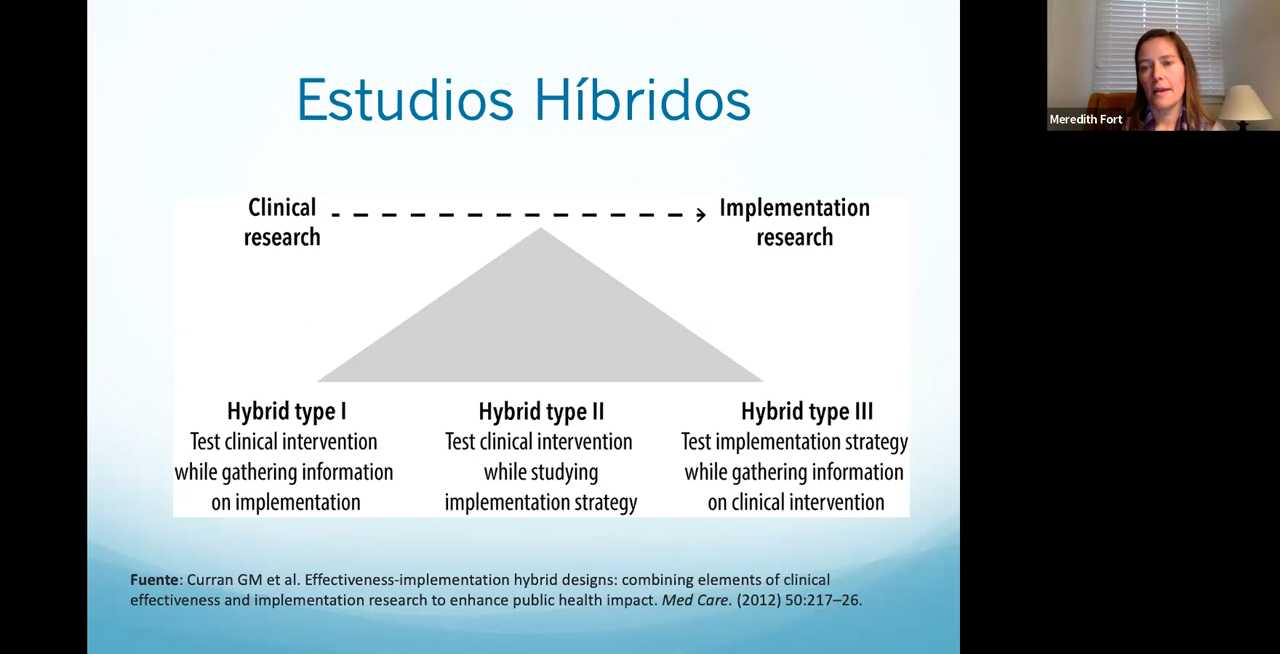 Estudios Híbridos
Clinical
research
Implementation
research
Hybrid type I
Test clinical intervention
while gathering information
on implementation
Hybrid type II
Test clinical intervention
while studying
implementation strategy
Hybrid type III
Test implementation strategy
while gathering information
on clinical intervention
Fuente: Curran GM et al. Effectiveness-implementation hybrid designs: combining elements of clinical
effectiveness and implementation research to enhance public health impact. Med Care. (2012) 50:217–26.
Meredith Fort